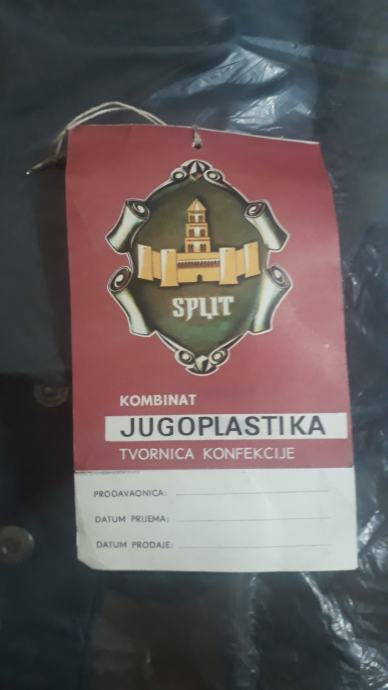 SPLIT
KOMBINAT
JUGOPLASTIKA
TVORNICA KONFEKCIJE
PRODAVAONICA:
DATUM PRIJEMA:
DATUM PRODAJE: